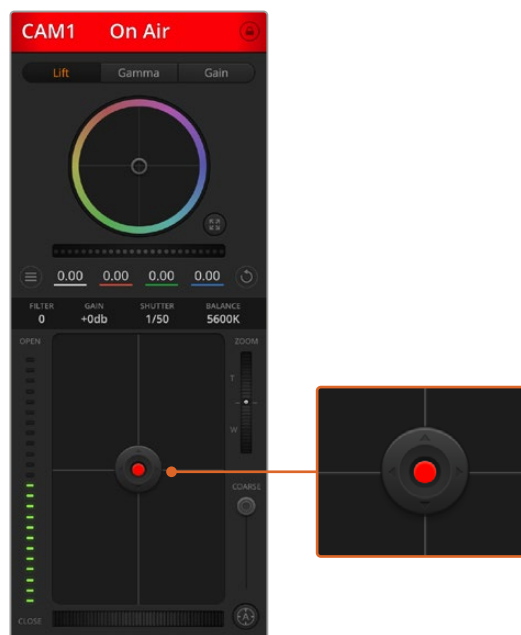 CAM1 On Air
Lift Gamma Gain
0.00 0.00 0.00 0.00
FILTER GAIN SHUTTER BALANCE
0 +0db 1/50 5600K
OPEN ZOOM
T
W
COARSE
CLOSE A